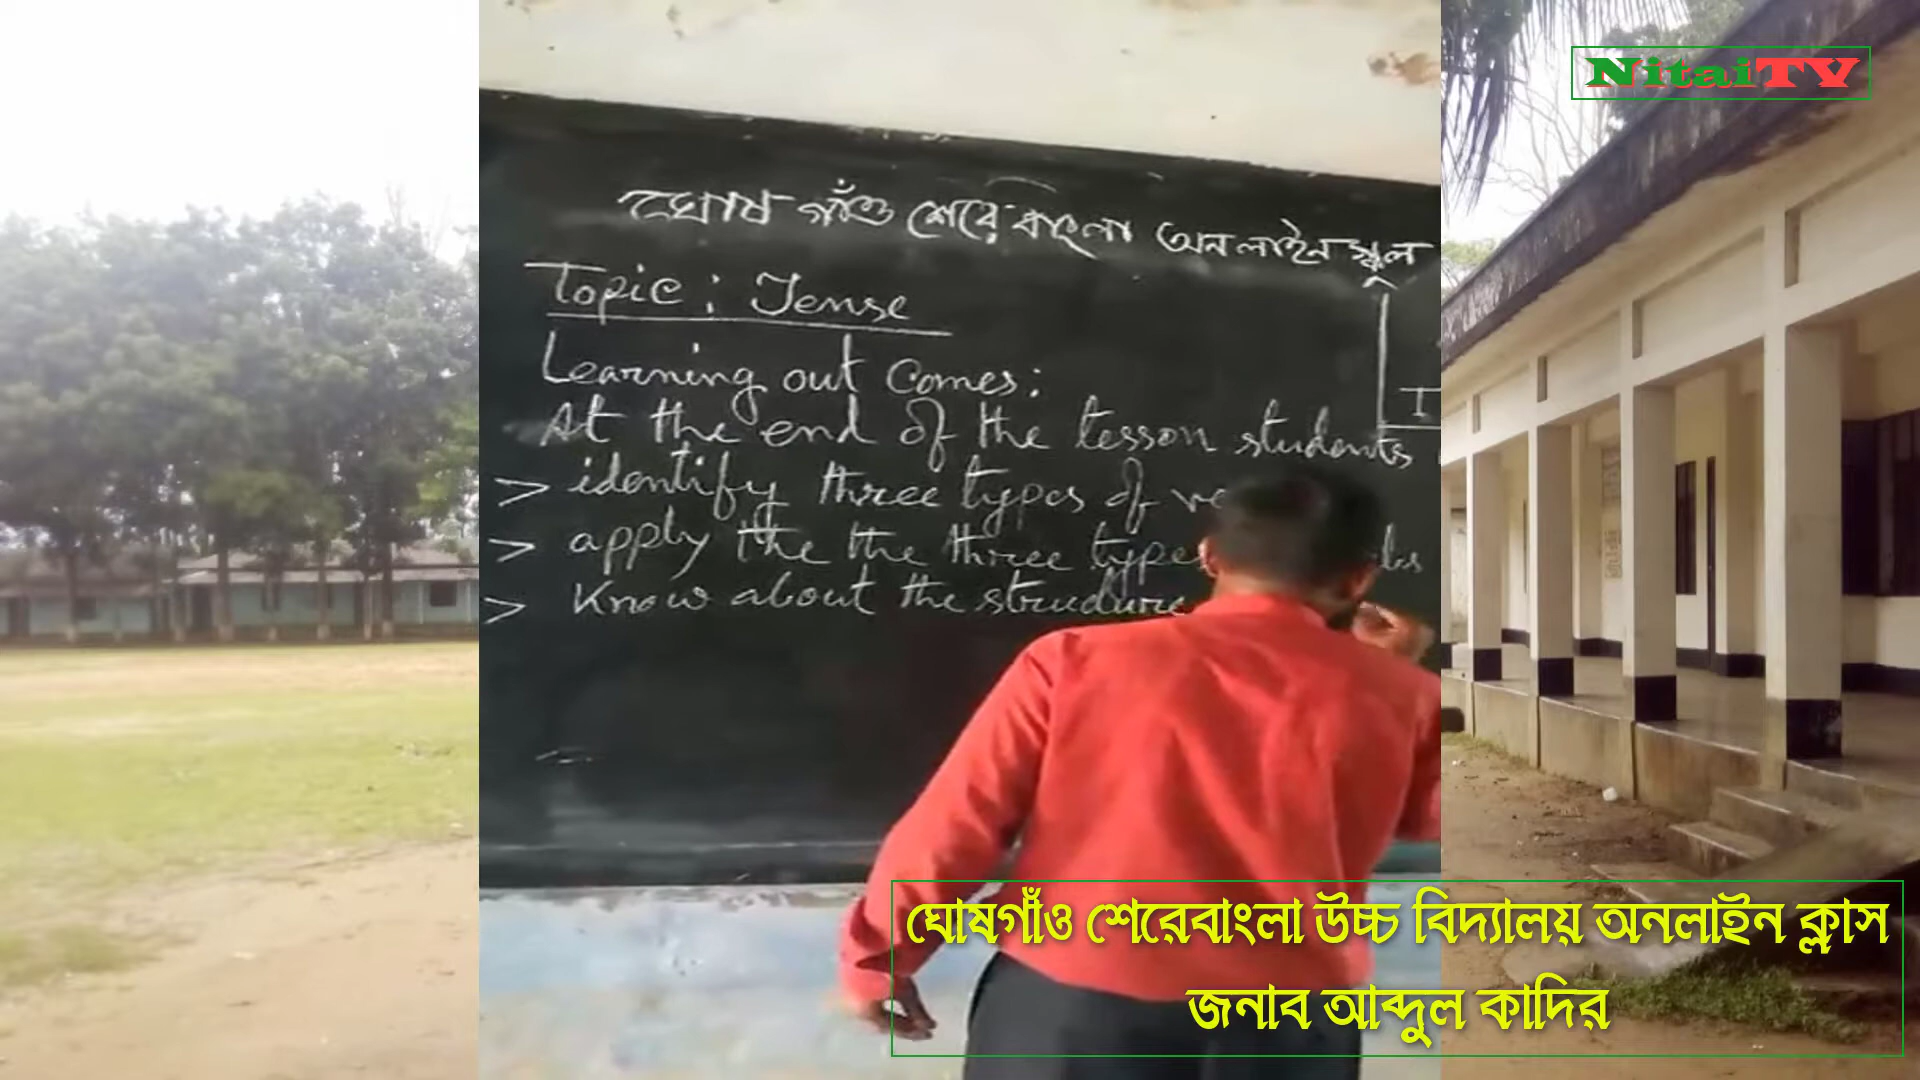 NitaiTV
ঘোষ গাঁও শেরে বাংলা অনলাইন স্কুল
Topic : Tense
Learning out comes :
At the end of the lesson students
> identify three types of
> apply the the three types
> Know about the structure
ঘোষগাঁও শেরেবাংলা উচ্চ বিদ্যালয় অনলাইন ক্লাস
জনাব আব্দুল কাদির